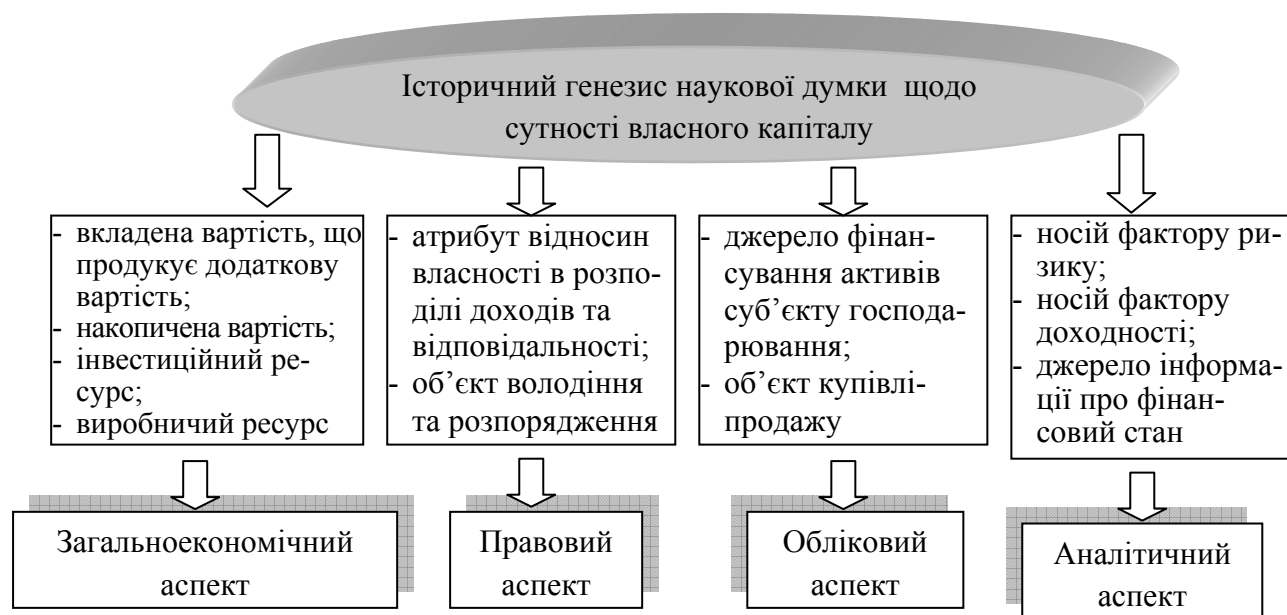 Історичний генезис наукової думки щодо
сутності власного капіталу
- вкладена вартість, що
продукує додаткову
вартість;
- накопичена вартість;
- інвестиційний ре-
сурс;
- виробничий ресурс
- атрибут відносин
власності в розпо-
ділі доходів та
відповідальності;
- об’єкт володіння
та розпорядження
- джерело фінан-
сування активів
суб’єкту господа-
рювання;
- об’єкт купівлі-
продажу
- носій фактору ри-
зику;
- носій фактору
доходності;
- джерело інформа-
ції про фінан-
совий стан
Загальноекономічний
аспект
Правовий
аспект
Обліковий
аспект
Аналітичний
аспект